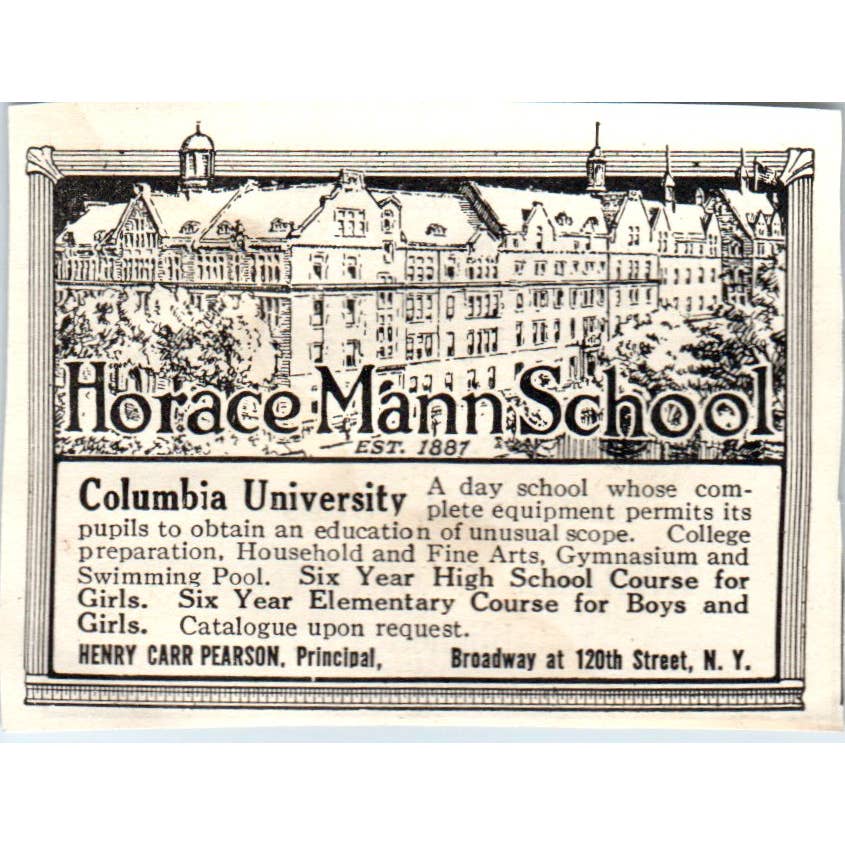 Horace Mann School
EST. 1887
Columbia University A day school whose com-
plete equipment permits its
pupils to obtain an education of unusual scope. College
preparation, Household and Fine Arts, Gymnasium and
Swimming Pool. Six Year High School Course for
Girls. Six Year Elementary Course for Boys and
Girls. Catalogue upon request.
HENRY CARR PEARSON, Principal, Broadway at 120th Street, N. Y.